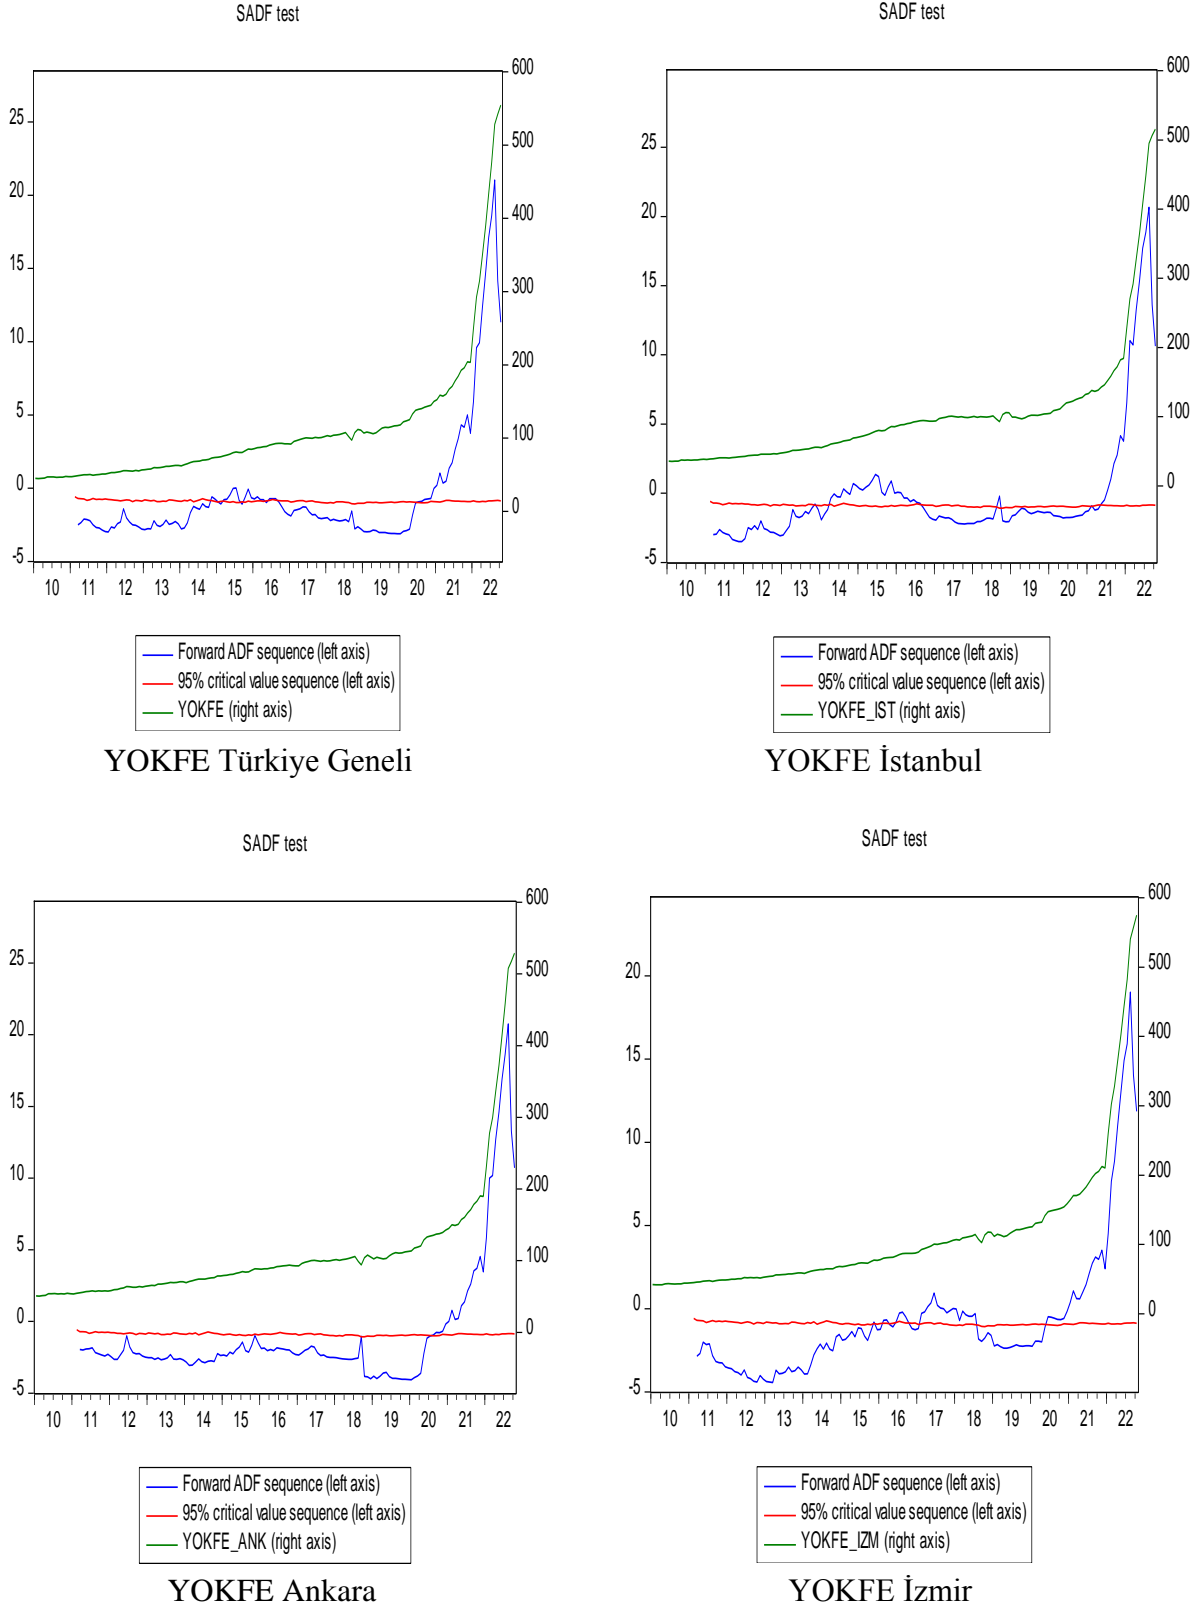 SADF test
600
500
400
300
200
100
0
25
20
15
10
5
0
-5
10 11 12 13 14 15 16 17 18 19 20 21 22
Forward ADF sequence (left axis)
95% critical value sequence (left axis)
YOKFE (right axis)
YOKFE Türkiye Geneli
SADF test
600
500
400
300
200
100
0
25
20
15
10
5
0
-5
10 11 12 13 14 15 16 17 18 19 20 21 22
Forward ADF sequence (left axis)
95% critical value sequence (left axis)
YOKFE_IST (right axis)
YOKFE İstanbul
SADF test
600
500
400
300
200
100
0
25
20
15
10
5
0
-5
10 11 12 13 14 15 16 17 18 19 20 21 22
Forward ADF sequence (left axis)
95% critical value sequence (left axis)
YOKFE_ANK (right axis)
YOKFE Ankara
SADF test
600
500
400
300
200
100
0
20
15
10
5
0
-5
10 11 12 13 14 15 16 17 18 19 20 21 22
Forward ADF sequence (left axis)
95% critical value sequence (left axis)
YOKFE_IZM (right axis)
YOKFE İzmir